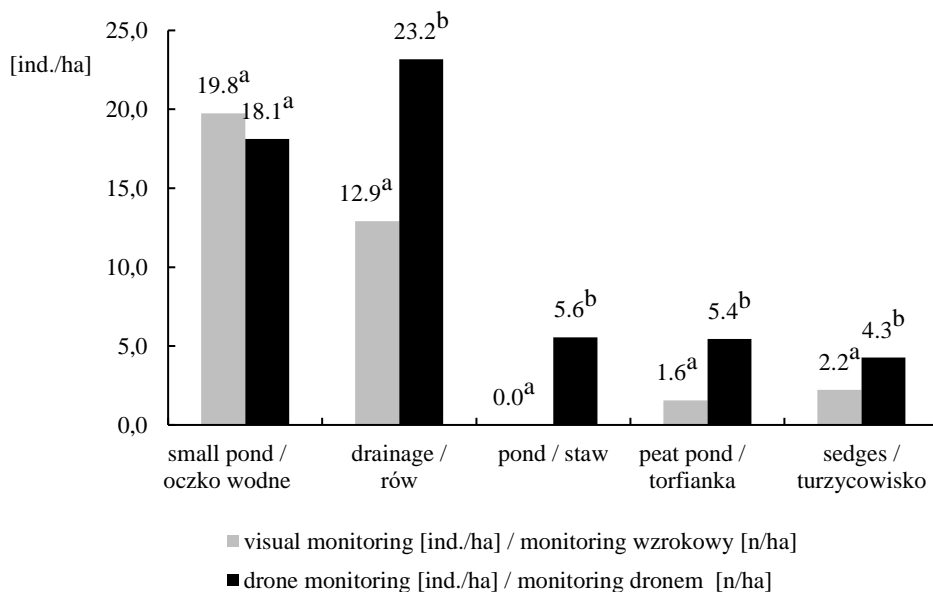 [ind./ha]
25,0
20,0
15,0
10,0
5,0
0,0
19.8a
18.1a
12.9a
23.2b
0.0a
5.6b
1.6a
5.4b
2.2a
4.3b
small pond /
oczko wodne
drainage /
rów
pond / staw
peat pond /
torfianka
sedges /
turzycowisko
visual monitoring [ind./ha] / monitoring wzrokowy [n/ha]
drone monitoring [ind./ha] / monitoring dronem [n/ha]